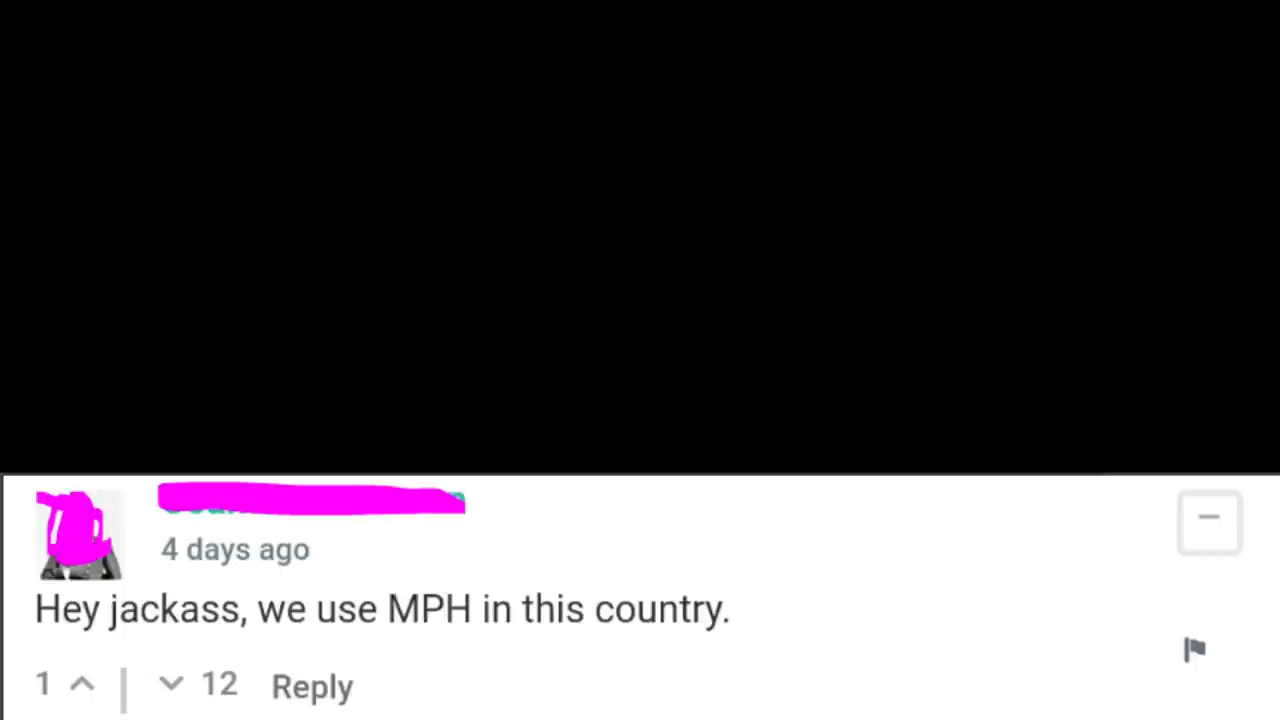 4 days ago
Hey jackass, we use MPH in this country.
1 12 Reply